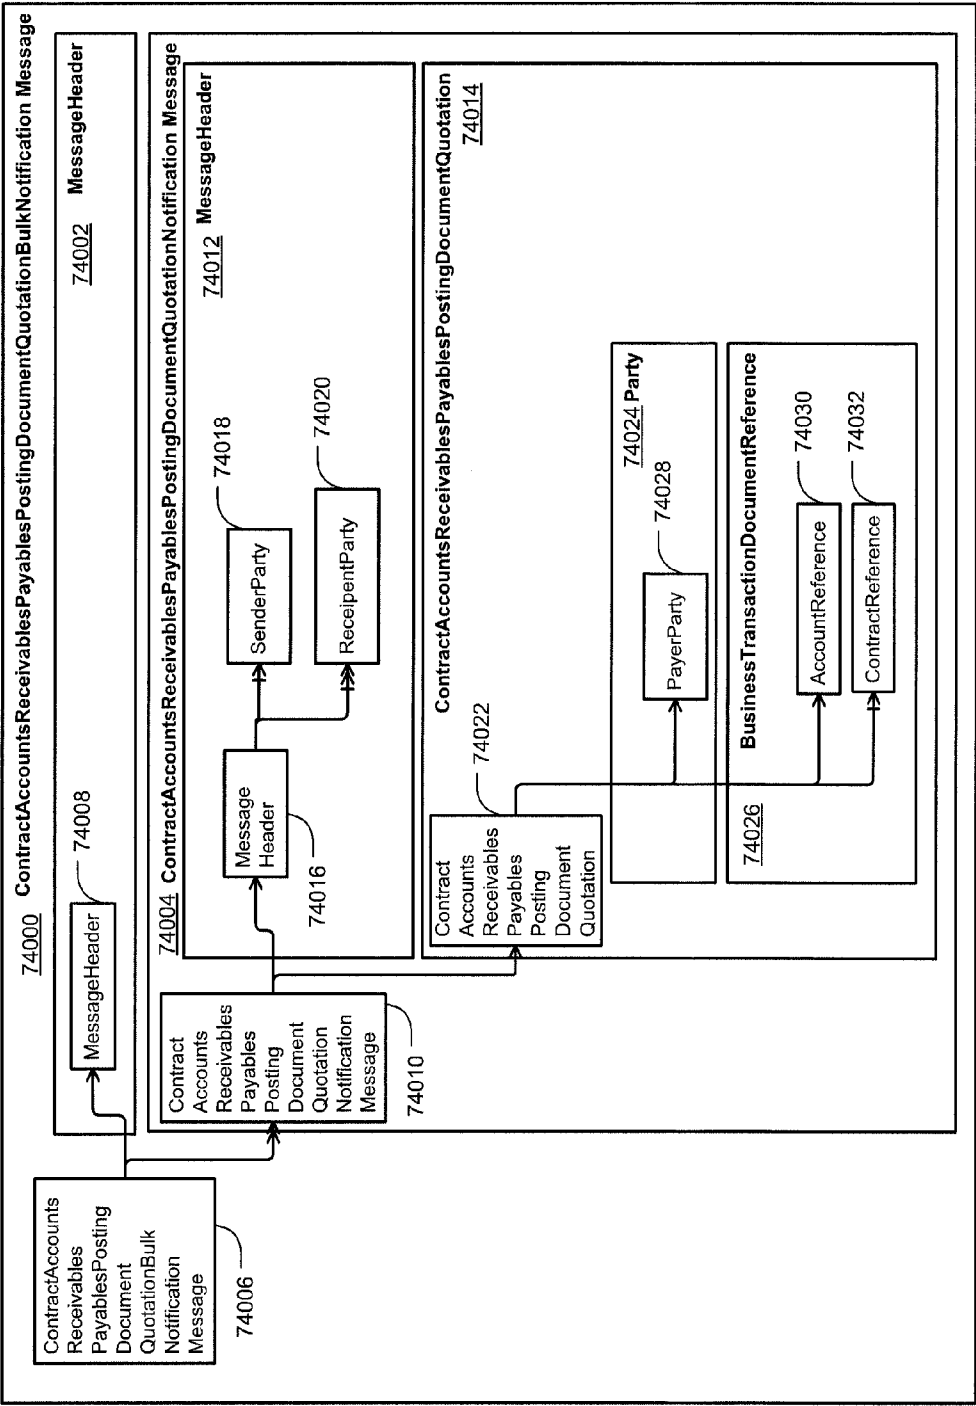 74000 ContractAccountsReceivablesPayablesPostingDocumentQuotationBulkNotification Message
74002 MessageHeader
MessageHeader
74008
ContractAccounts
Receivables
PayablesPosting
Document
QuotationBulk
Notification
Message
74006
74004 ContractAccountsReceivablesPayablesPostingDocumentQuotationNotification Message
Contract
Accounts
Receivables
Payables
Posting
Document
Quotation
Notification
Message
74010
74012 MessageHeader
Message
Header
74016
SenderParty
74018
ReceipentParty
74020
ContractAccountsReceivablesPayablesPostingDocumentQuotation
74014
Contract
Accounts
Receivables
Payables
Posting
Document
Quotation
74022
74024 Party
PayerParty
74028
BusinessTransactionDocumentReference
74026
AccountReference
74030
ContractReference
74032